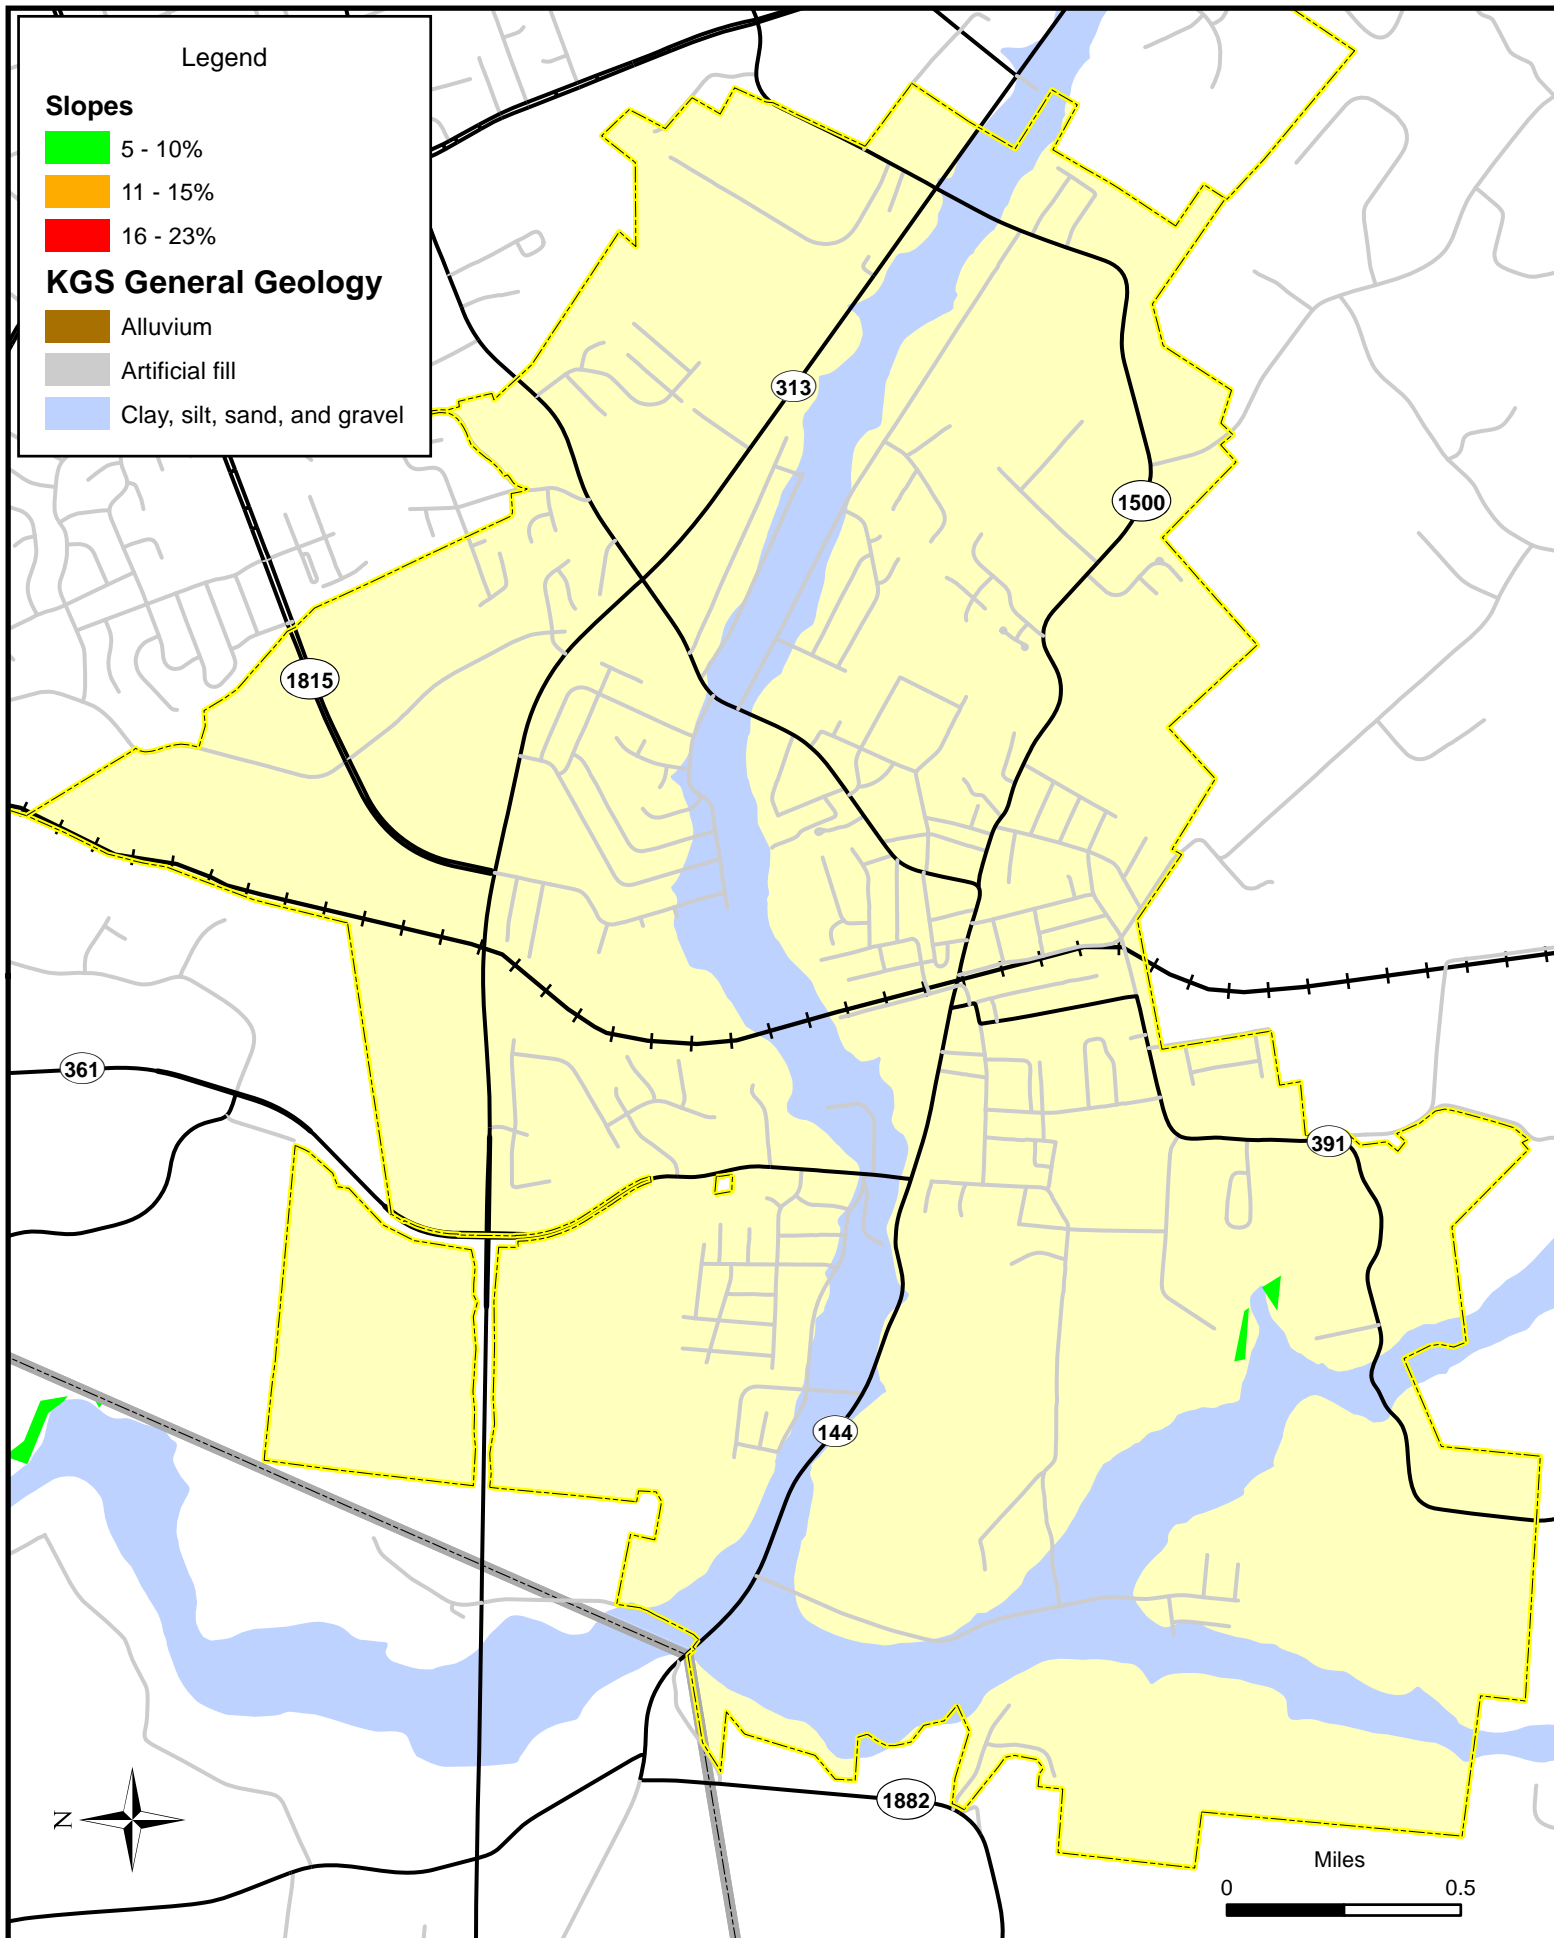 Legend
Slopes
5 - 10%
11 - 15%
16 - 23%
KGS General Geology
Alluvium
Artificial fill
Clay, silt, sand, and gravel
313
1500
1815
361
391
144
1882
N
Miles
0 0.5